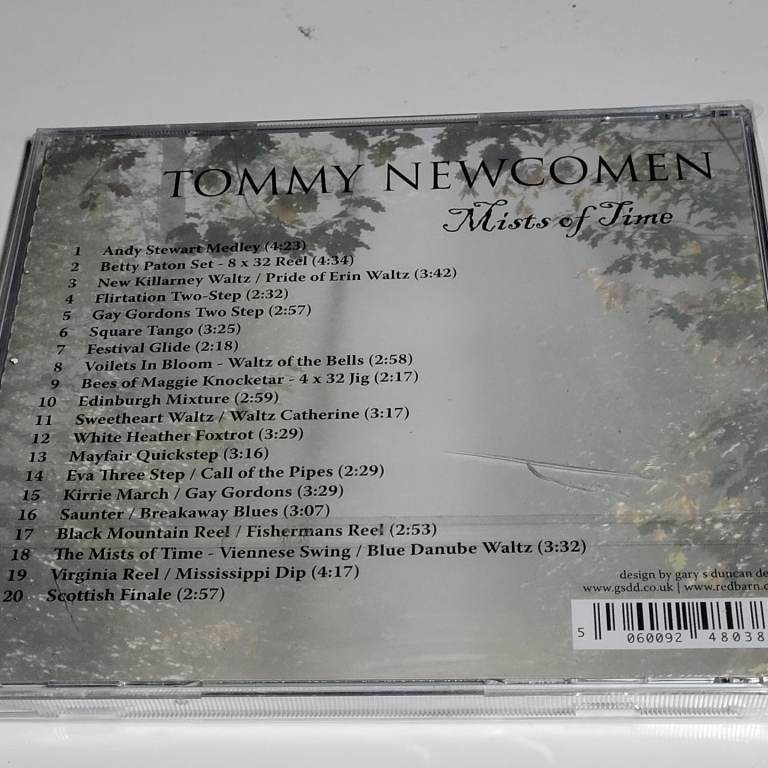 TOMMY NEWCOMEN
Mists of Time
1 Andy Stewart Medley (4:23)
2 Betty Paton Set - 8 x 32 Reel (4:34)
3 New Killarney Waltz / Pride of Erin Waltz (3:42)
4 Flirtation Two-Step (2:32)
5 Gay Gordons Two Step (2:57)
6 Square Tango (3:25)
7 Festival Glide (2:18)
8 Voilets In Bloom - Waltz of the Bells (2:58)
9 Bees of Maggie Knocketar - 4 x 32 Jig (2:17)
10 Edinburgh Mixture (2:59)
11 Sweetheart Waltz / Waltz Catherine (3:17)
12 White Heather Foxtrot (3:29)
13 Mayfair Quickstep (3:16)
14 Eva Three Step / Call of the Pipes (2:29)
15 Kirrie March / Gay Gordons (3:29)
16 Saunter / Breakaway Blues (3:07)
17 Black Mountain Reel / Fishermans Reel (2:53)
18 The Mists of Time - Viennese Swing / Blue Danube Waltz (3:32)
19 Virginia Reel / Mississippi Dip (4:17)
20 Scottish Finale (2:57)
design by gary s duncan de
www.gsdd.co.uk | www.redbarn.c
5 060092 48038